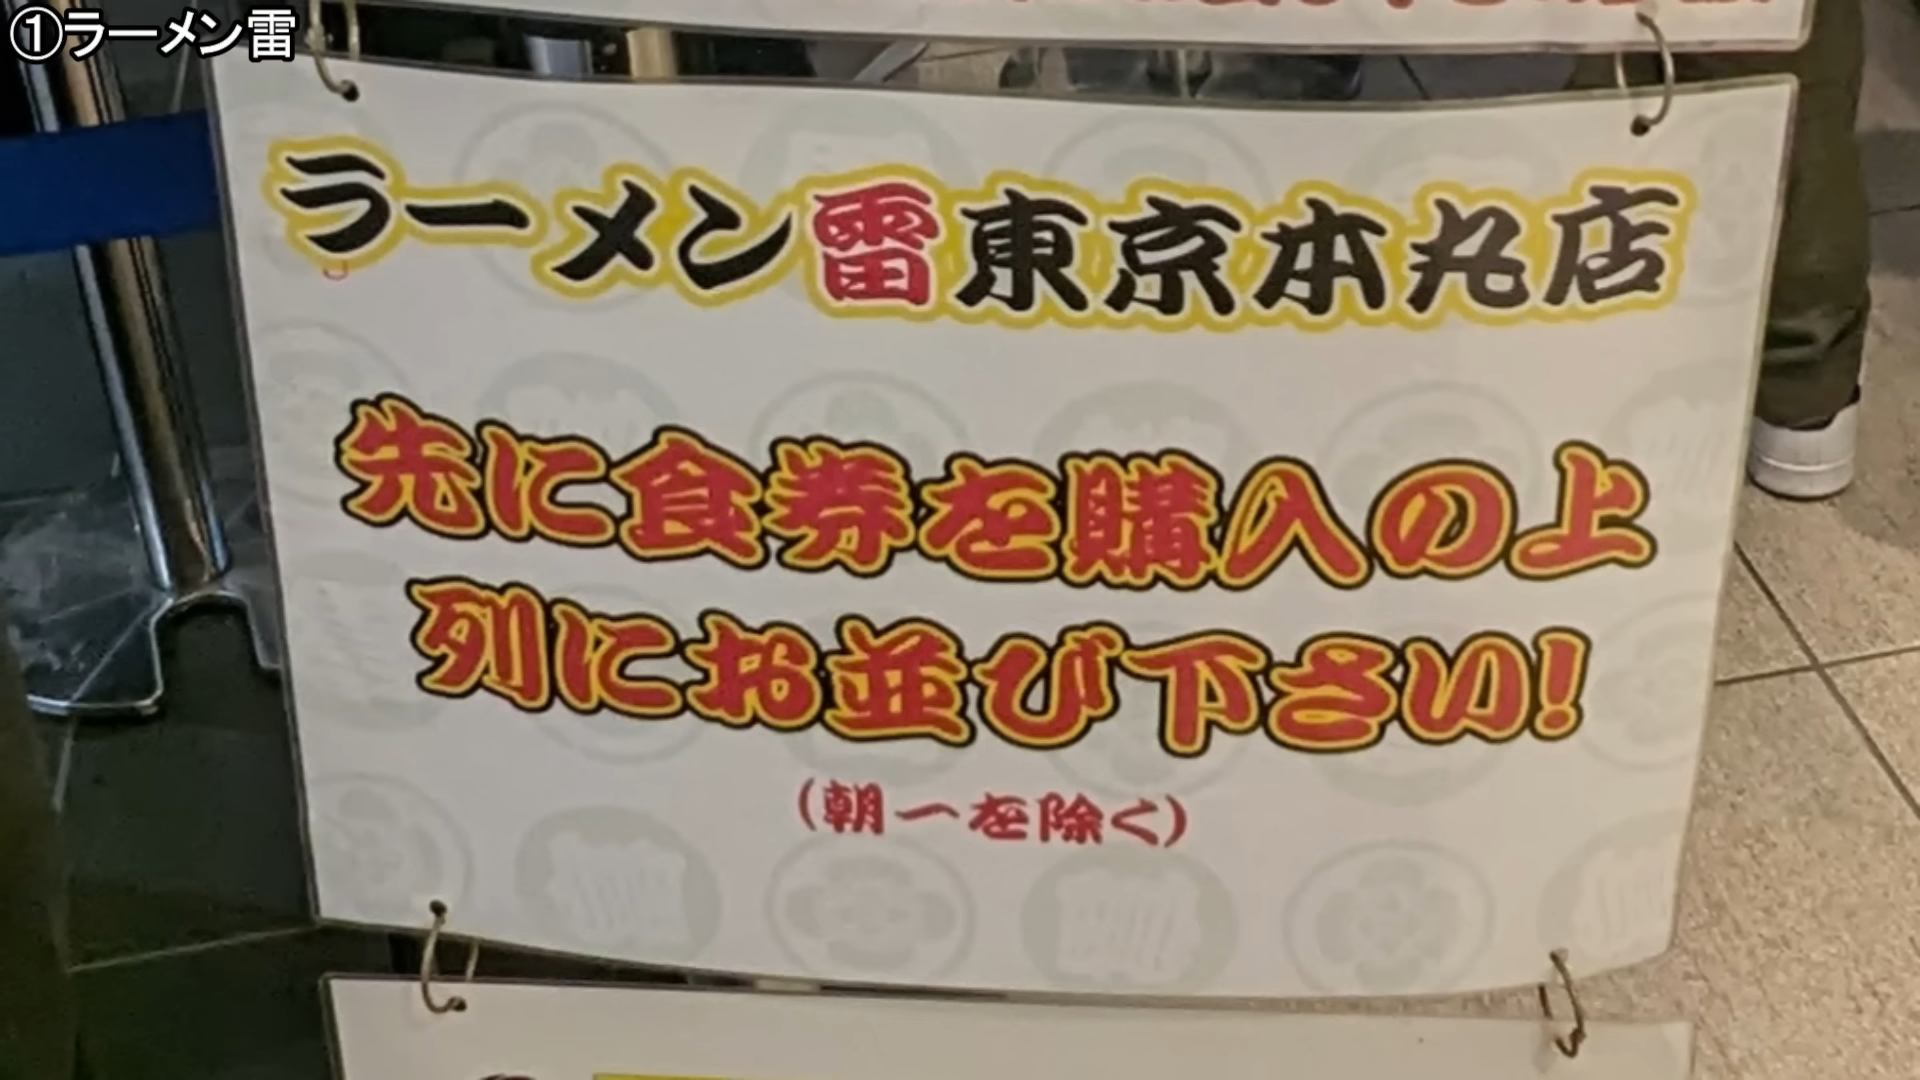 ①ラーメン雷
ラーメン雷東京本丸店
先に食券を購入の上
列にお並び下さい!
(朝一を除く)